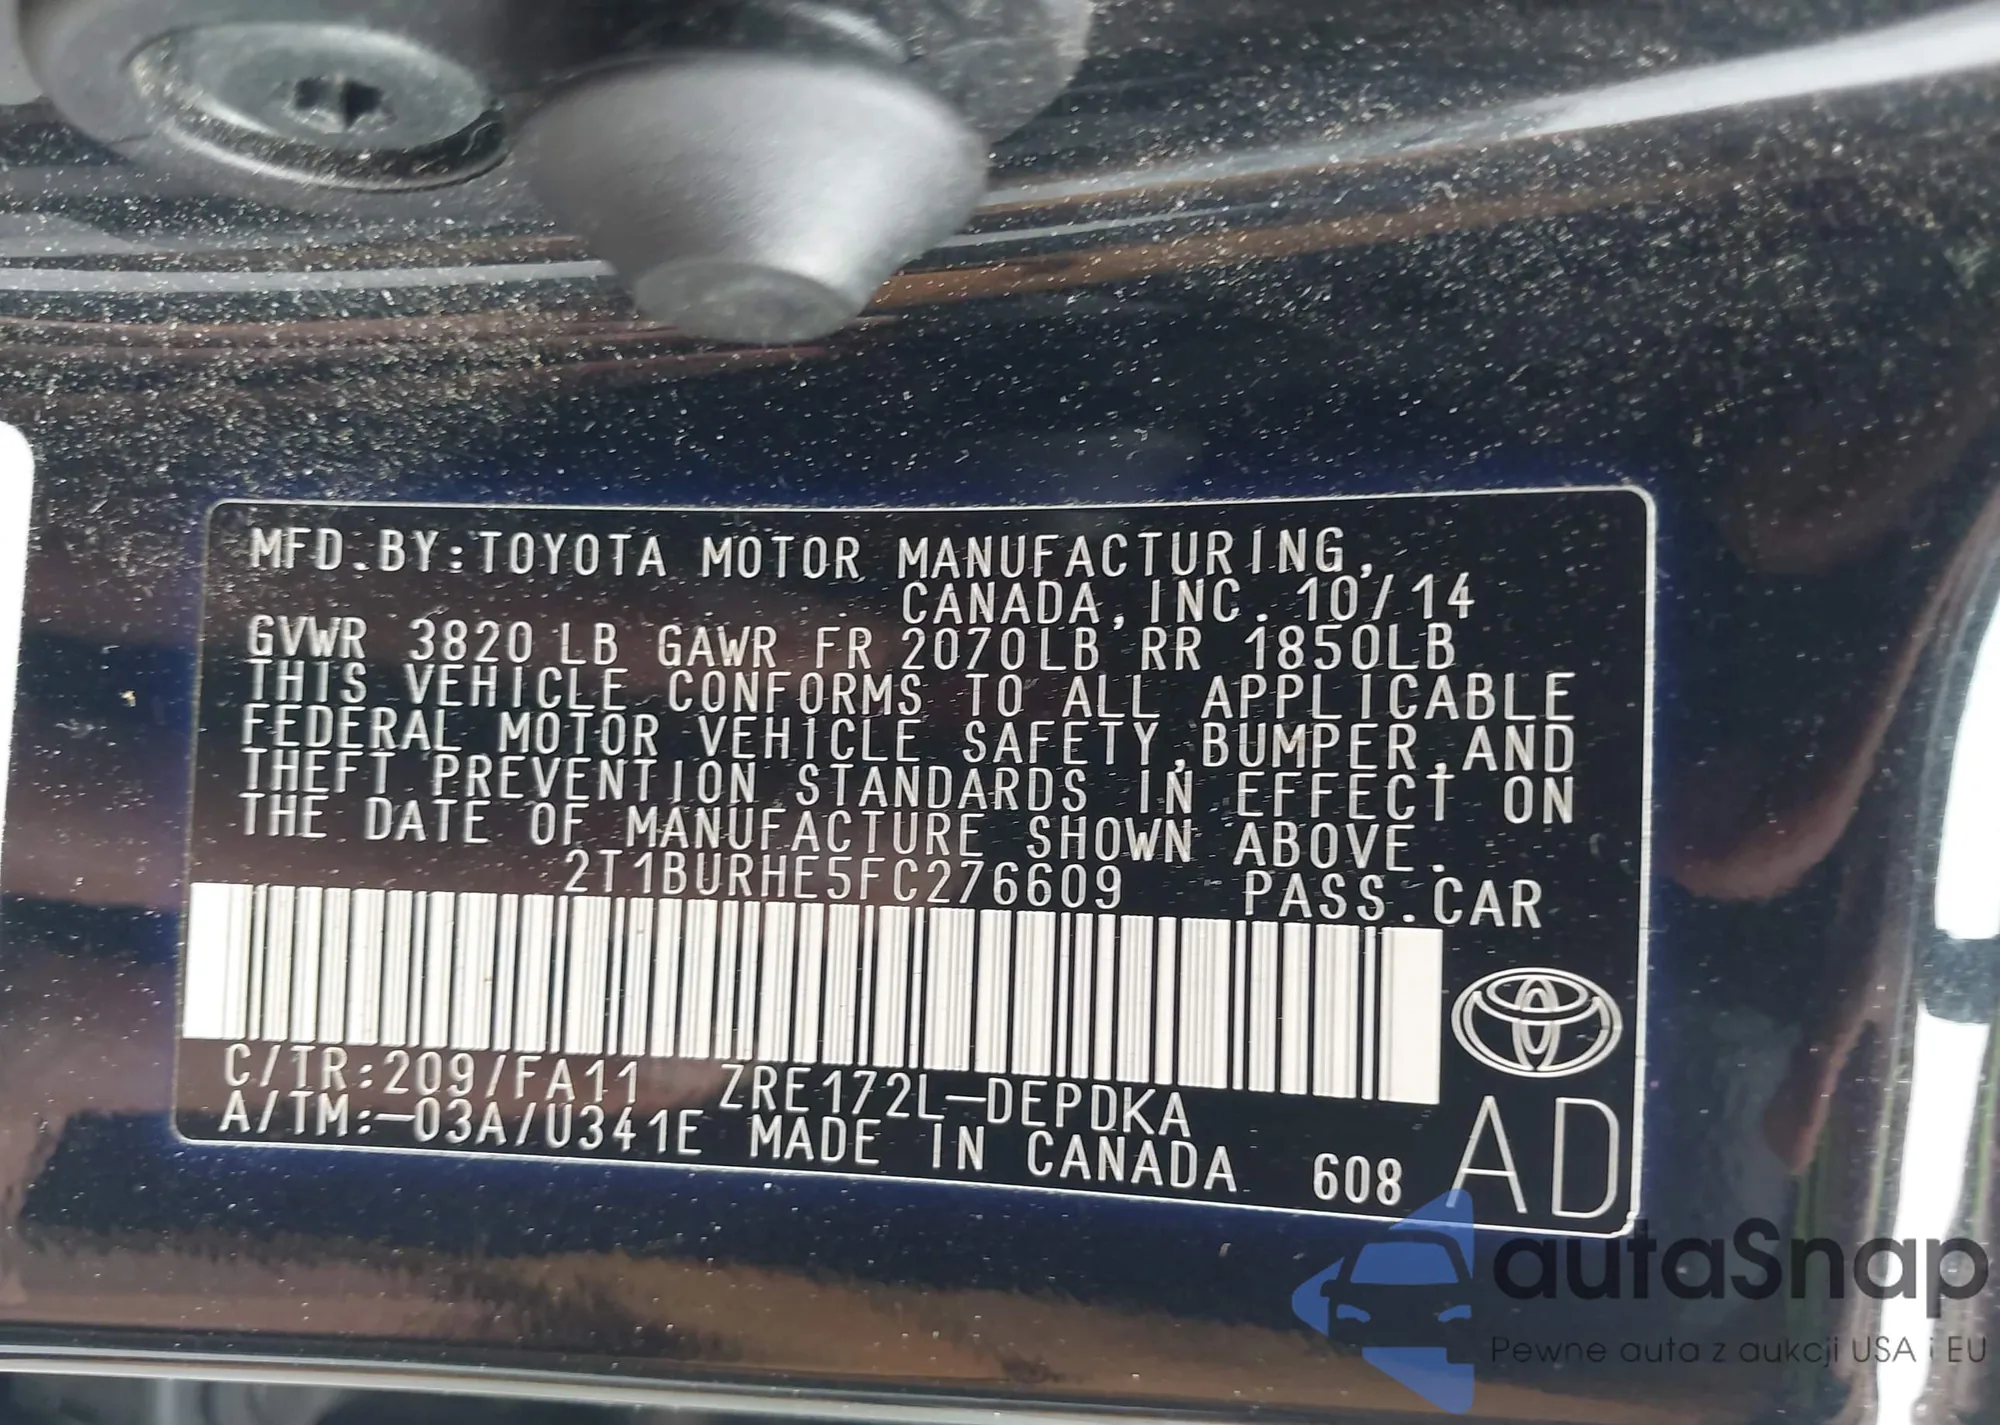 MFD.BY:TOYOTA MOTOR MANUFACTURING,
CANADA,INC.10/14
GVWR 3820LB GAWR FR 2070LB RR 1850LB
THIS VEHICLE CONFORMS TO ALL APPLICABLE
FEDERAL MOTOR VEHICLE SAFETY,BUMPER,AND
THEFT PREVENTION STANDARDS IN EFFECT ON
THE DATE OF MANUFACTURE SHOWN ABOVE.
2T1BURHE5FC276609 PASS.CAR
C/TR:209/FA11 ZRE172L-DEPDKA
A/TM:-03A/U341E MADE IN CANADA 608 AD
autaSnap
Pewne auta z aukcji USA i EU